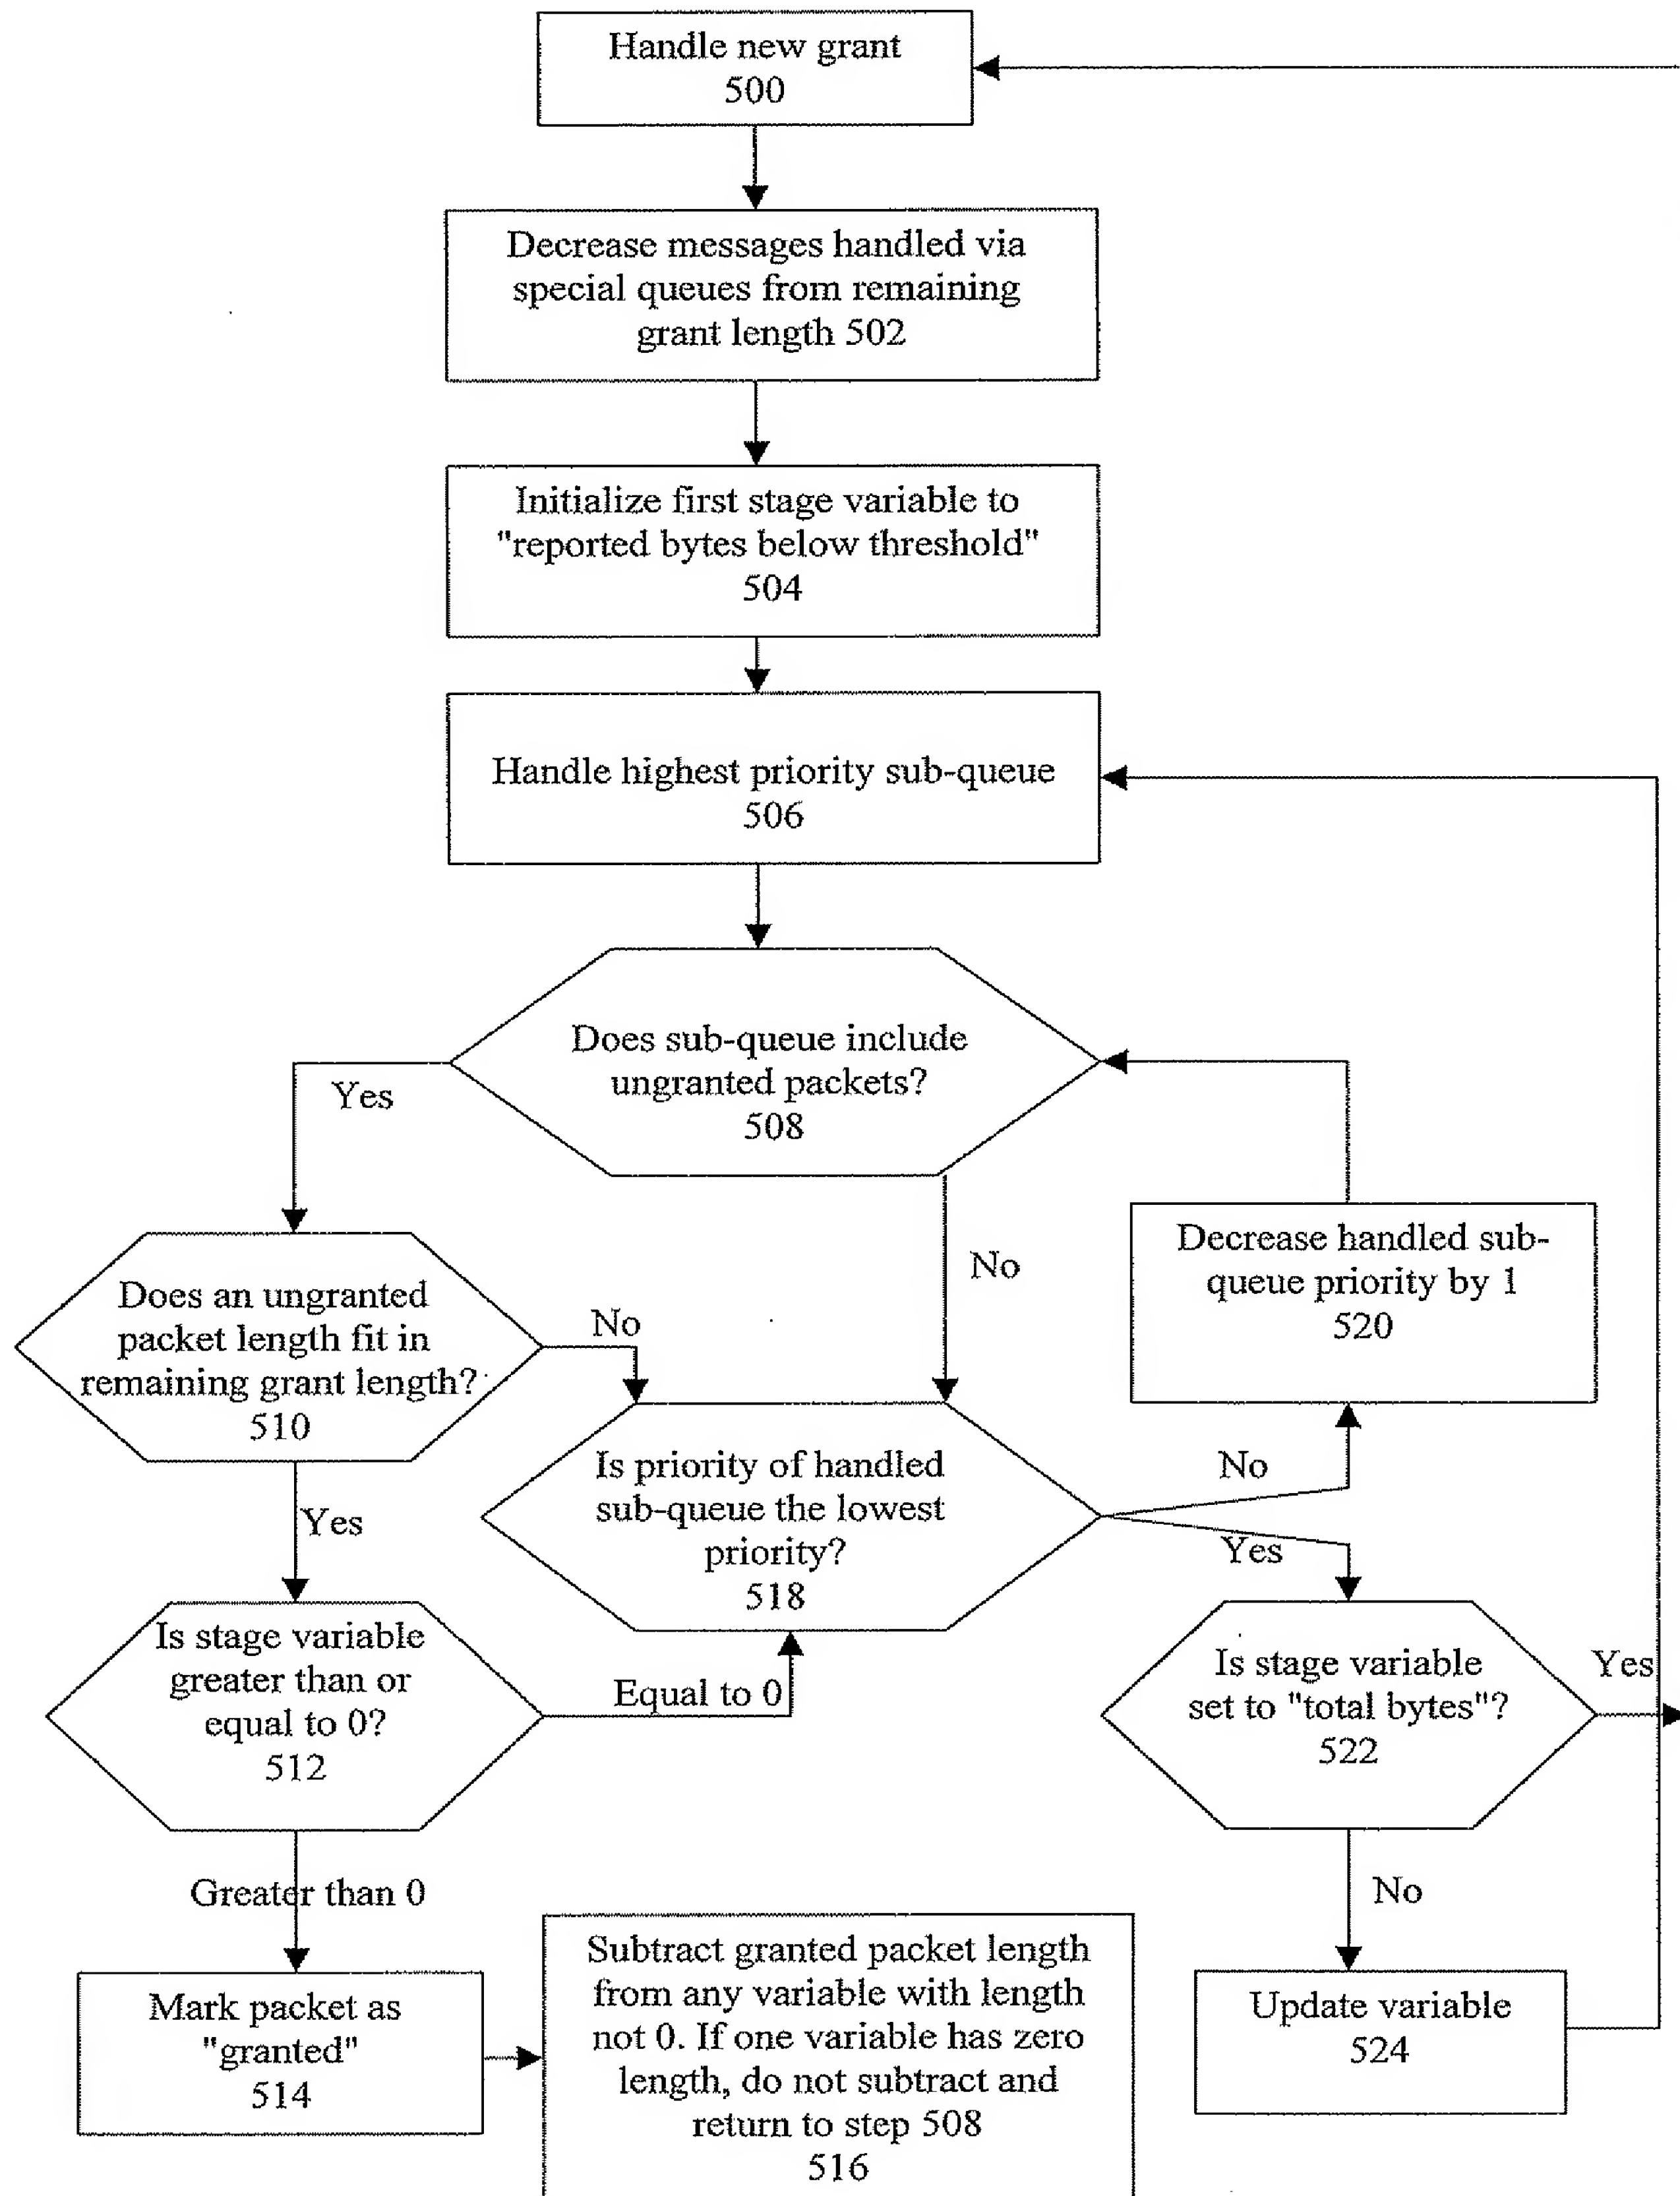 Handle new grant
500
Decrease messages handled via
special queues from remaining
grant length 502
Initialize first stage variable to
"reported bytes below threshold"
504
Handle highest priority sub-queue
506
Does sub-queue include
ungranted packets?
508
Yes
No
Decrease handled sub-
queue priority by 1
520
Does an ungranted
packet length fit in
remaining grant length?
510
No
Yes
Is priority of handled
sub-queue the lowest
priority?
518
No
Yes
Is stage variable
greater than or
equal to 0?
512
Equal to 0
Is stage variable
set to "total bytes"?
522
Yes
Greater than 0
No
Mark packet as
"granted"
514
Subtract granted packet length
from any variable with length
not 0. If one variable has zero
length, do not subtract and
return to step 508
516
Update variable
524